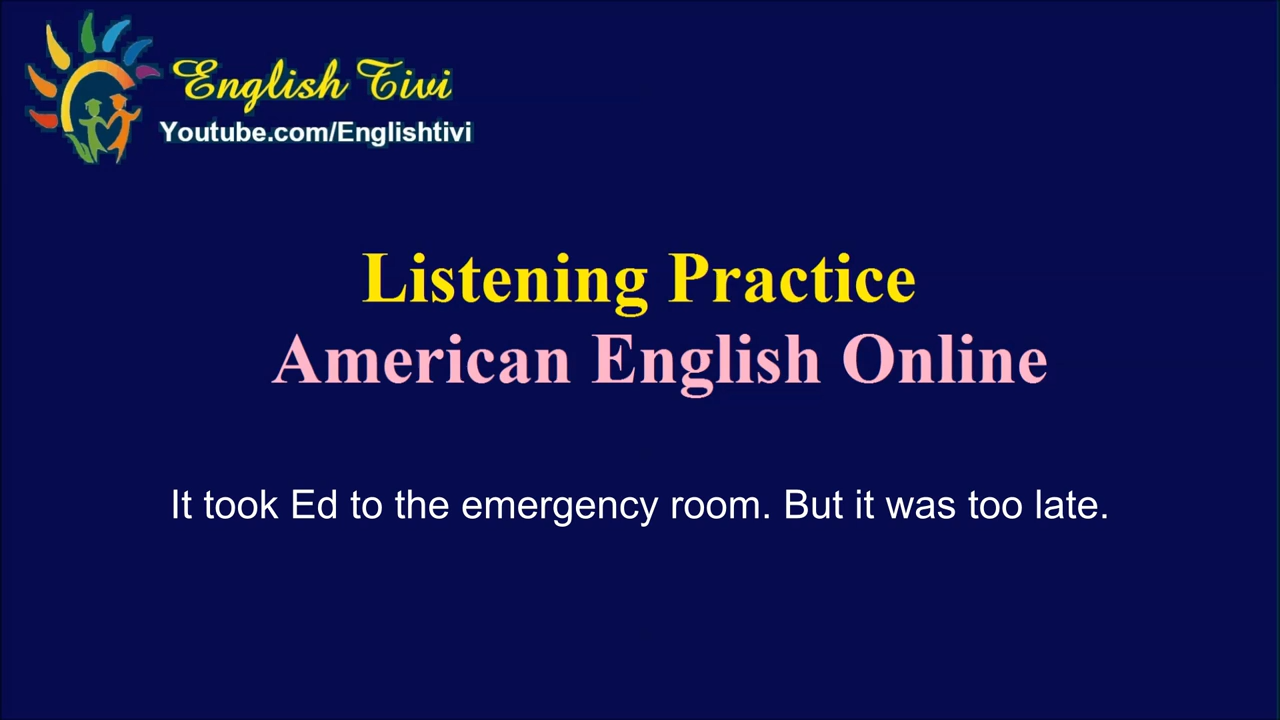 English Tivi
Youtube.com/Englishtivi
Listening Practice
American English Online
It took Ed to the emergency room. But it was too late.